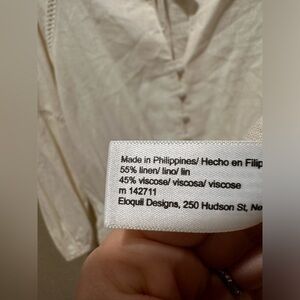 Made in Philippines/ Hecho en Filip
55% linen/ lino/ lin
45% viscose/ viscosa/ viscose
m 142711
Eloquii Designs, 250 Hudson St, Ne